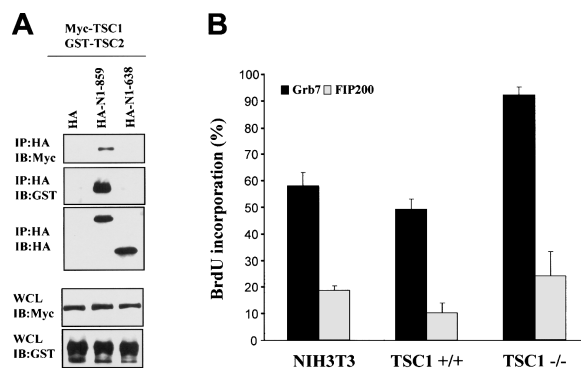 A
Myc-TSC1
GST-TSC2
HA
HA-N1-859
HA-N1-638
IP:HA
IB:Myc
IP:HA
IB:GST
IP:HA
IB:HA
WCL
IB:Myc
WCL
IB:GST
B
Grb7 FIP200
BrdU incorporation (%)
100
90
80
70
60
50
40
30
20
10
0
NIH3T3 TSC1 +/+ TSC1 -/-